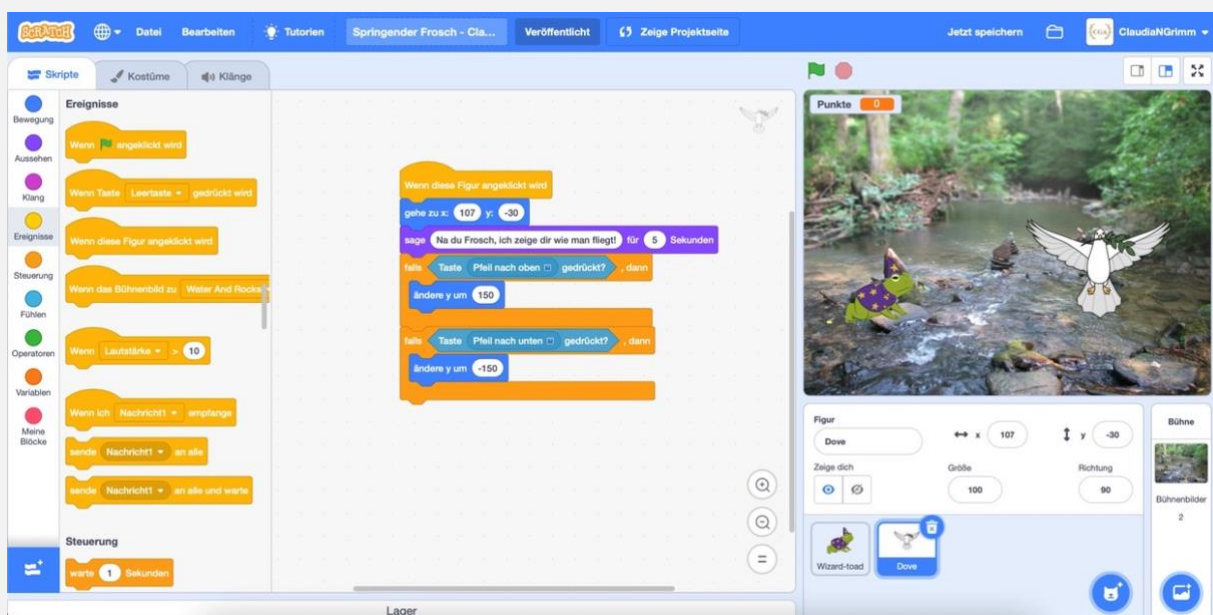 SCRATCH
Datei
Bearbeiten
Tutorien
Springender Frosch - Cla...
Veröffentlicht
Zeige Projektseite
Jetzt speichern
CGA
ClaudiaNGrimm
Skripte
Kostüme
Klänge
Bewegung
Aussehen
Klang
Ereignisse
Steuerung
Fühlen
Operatoren
Variablen
Meine
Blöcke
Ereignisse
Wenn angeklickt wird
Wenn Taste Leertaste gedrückt wird
Wenn diese Figur angeklickt wird
Wenn das Bühnenbild zu Water And Rocks
Wenn Lautstärke > 10
Wenn ich Nachricht1 empfange
sende Nachricht1 an alle
sende Nachricht1 an alle und warte
Steuerung
warte 1 Sekunden
Wenn diese Figur angeklickt wird
gehe zu x: 107 y: -30
sage Na du Frosch, ich zeige dir wie man fliegt! für 5 Sekunden
falls Taste Pfeil nach oben gedrückt? , dann
ändere y um 150
falls Taste Pfeil nach unten gedrückt? , dann
ändere y um -150
Lager
Punkte 0
Figur
Dove
x 107
y -30
Zeige dich
Größe
100
Richtung
90
Wizard-toad
Dove
Bühne
Bühnenbilder
2